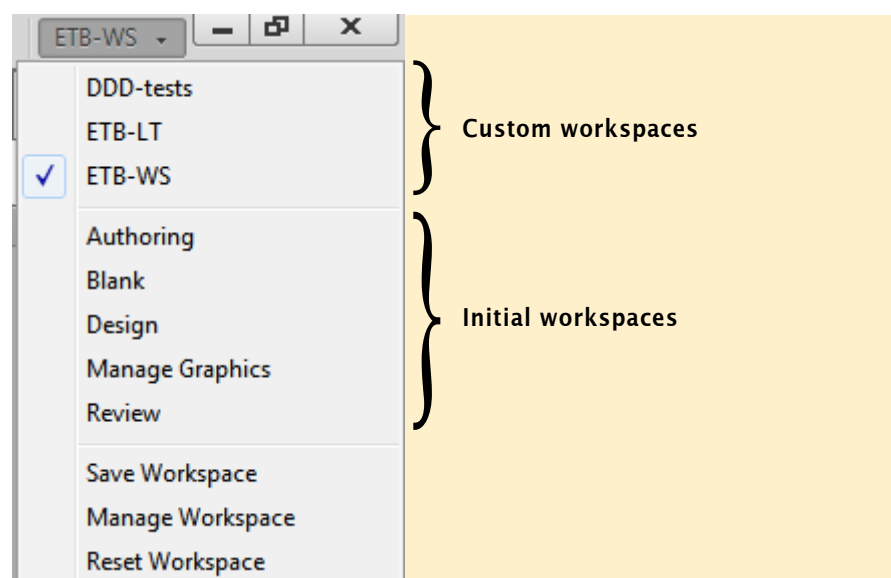 ETB-WS
DDD-tests
ETB-LT
ETB-WS
Custom workspaces
Authoring
Blank
Design
Manage Graphics
Review
Initial workspaces
Save Workspace
Manage Workspace
Reset Workspace